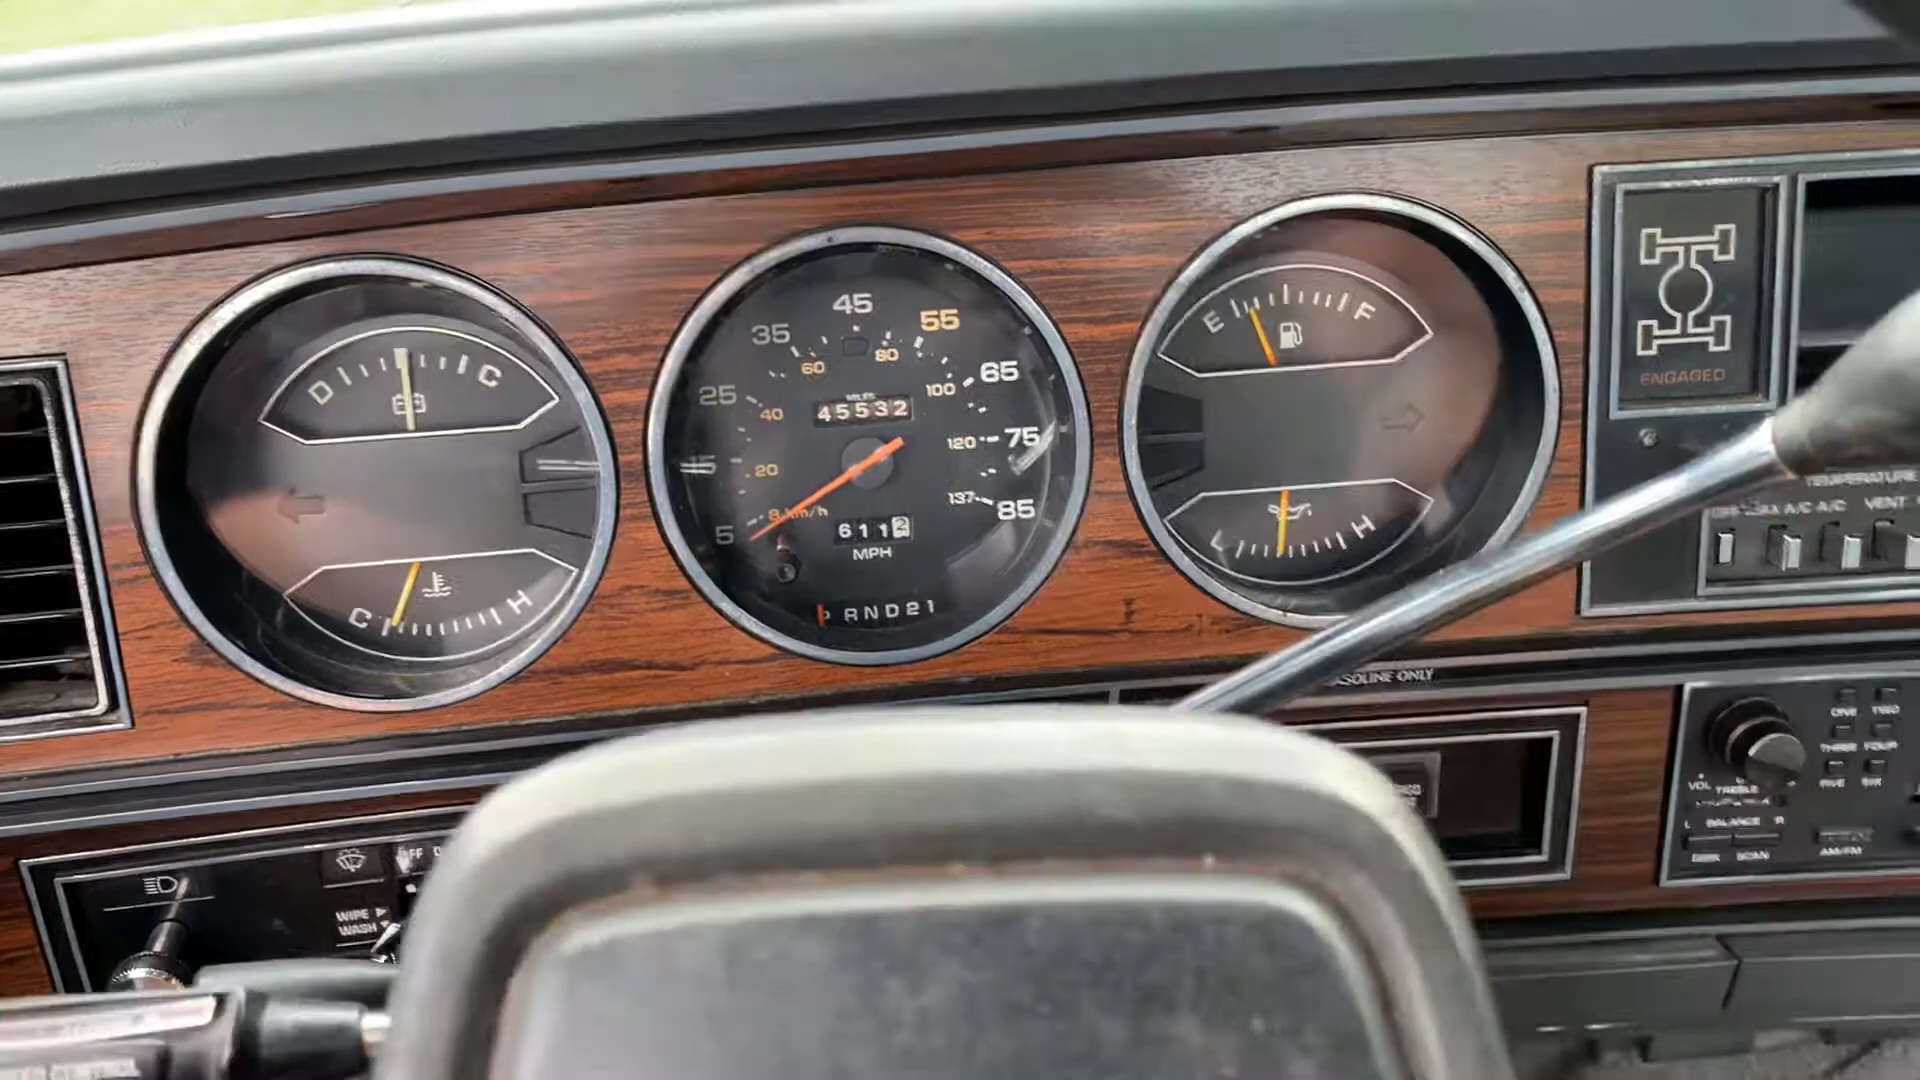 D C
C H
45
35 55
60 80
25 65
40 100
MILES
45532
15 120 75
20
137 85
5 8 km/h
6112
MPH
PRND21
E F
L H
ENGAGED
TEMPERATURE
A/C A/C VENT
GASOLINE ONLY
WIPE
WASH
ONE TWO
THREE FOUR
FIVE SIX
VOL
TREBLE
L BALANCE R
SEEK SCAN
AM/FM